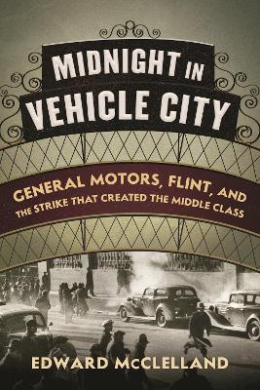 MIDNIGHT IN
VEHICLE CITY
GENERAL MOTORS, FLINT, AND
THE STRIKE THAT CREATED THE MIDDLE CLASS
EDWARD McCLELLAND